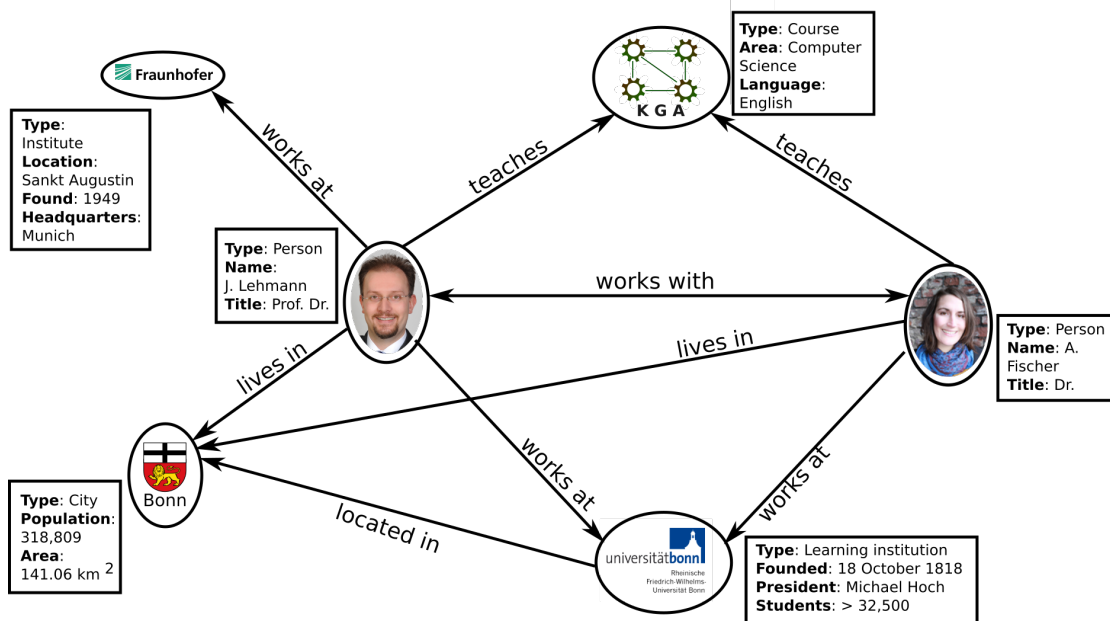 Fraunhofer
Type:
Institute
Location:
Sankt Augustin
Found: 1949
Headquarters:
Munich
works at
teaches
K G A
Type: Course
Area: Computer
Science
Language:
English
teaches
Type: Person
Name:
J. Lehmann
Title: Prof. Dr.
works with
lives in
lives in
Type: Person
Name: A.
Fischer
Title: Dr.
works at
works at
Bonn
Type: City
Population:
318,809
Area:
141.06 km 2
located in
universitätbonn
Rheinische
Friedrich-Wilhelms-
Universität Bonn
Type: Learning institution
Founded: 18 October 1818
President: Michael Hoch
Students: > 32,500